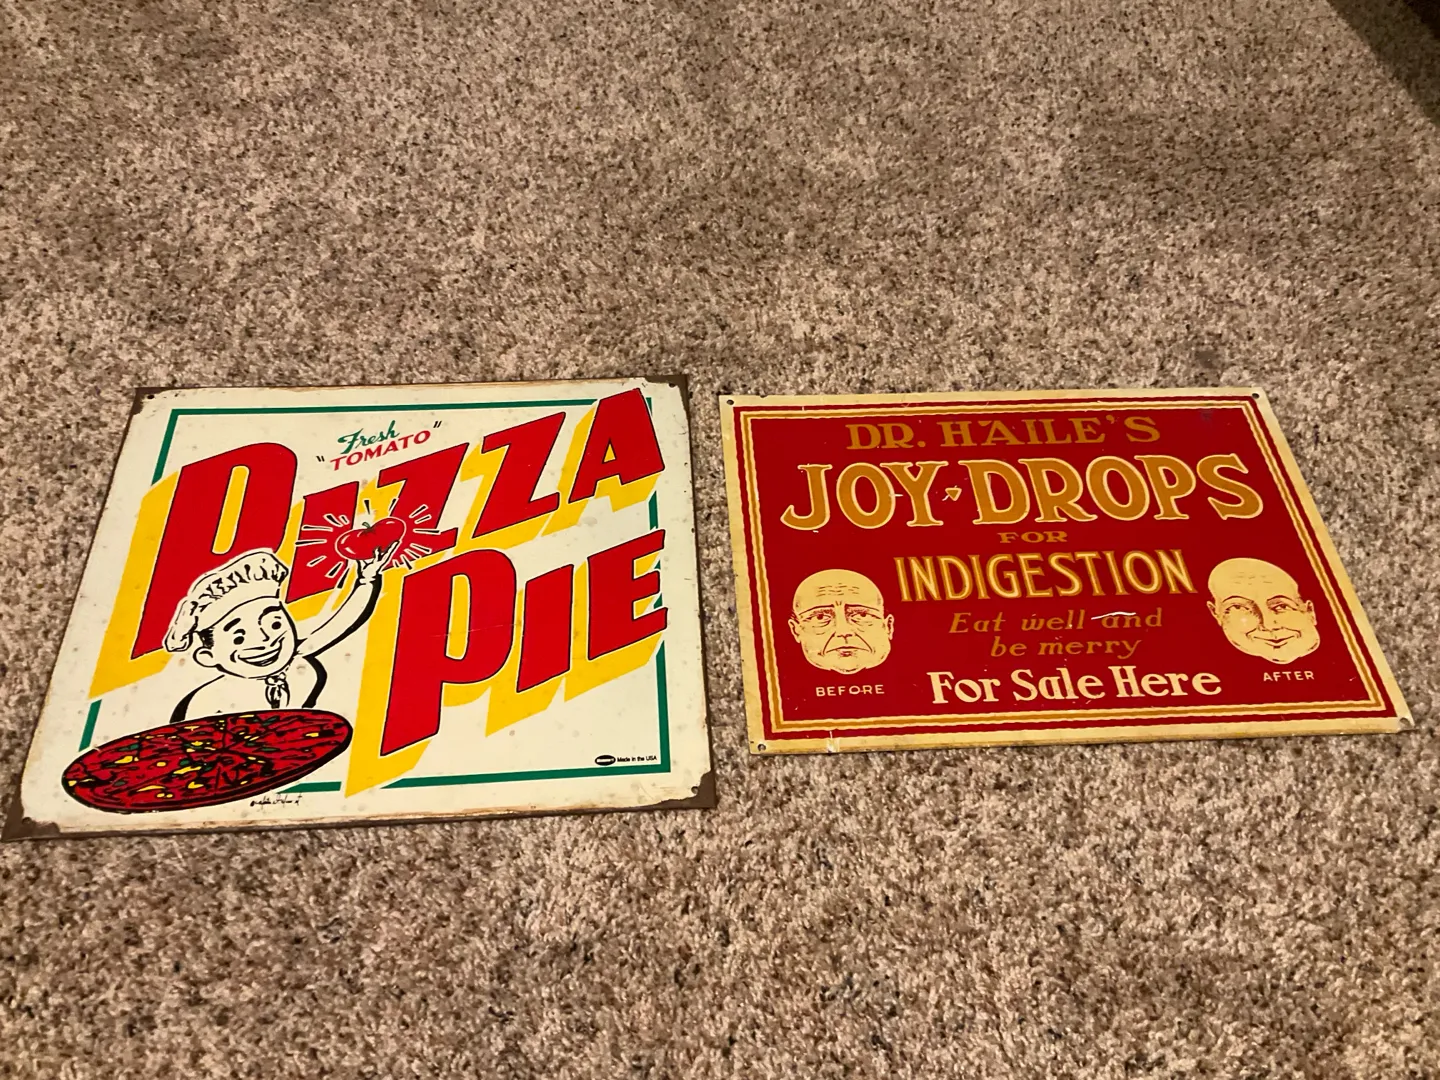 Fresh
"TOMATO"
PIZZA
PIE
Made in the USA
DR. HAILE'S
JOY-DROPS
FOR
INDIGESTION
Eat well and
be merry
For Sale Here
BEFORE
AFTER